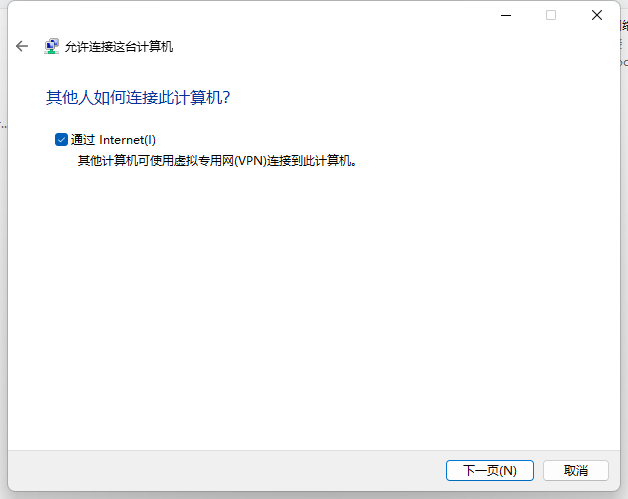 允许连接这台计算机
其他人如何连接此计算机?
通过 Internet(I)
其他计算机可使用虚拟专用网(VPN)连接到此计算机。
下一页(N)
取消